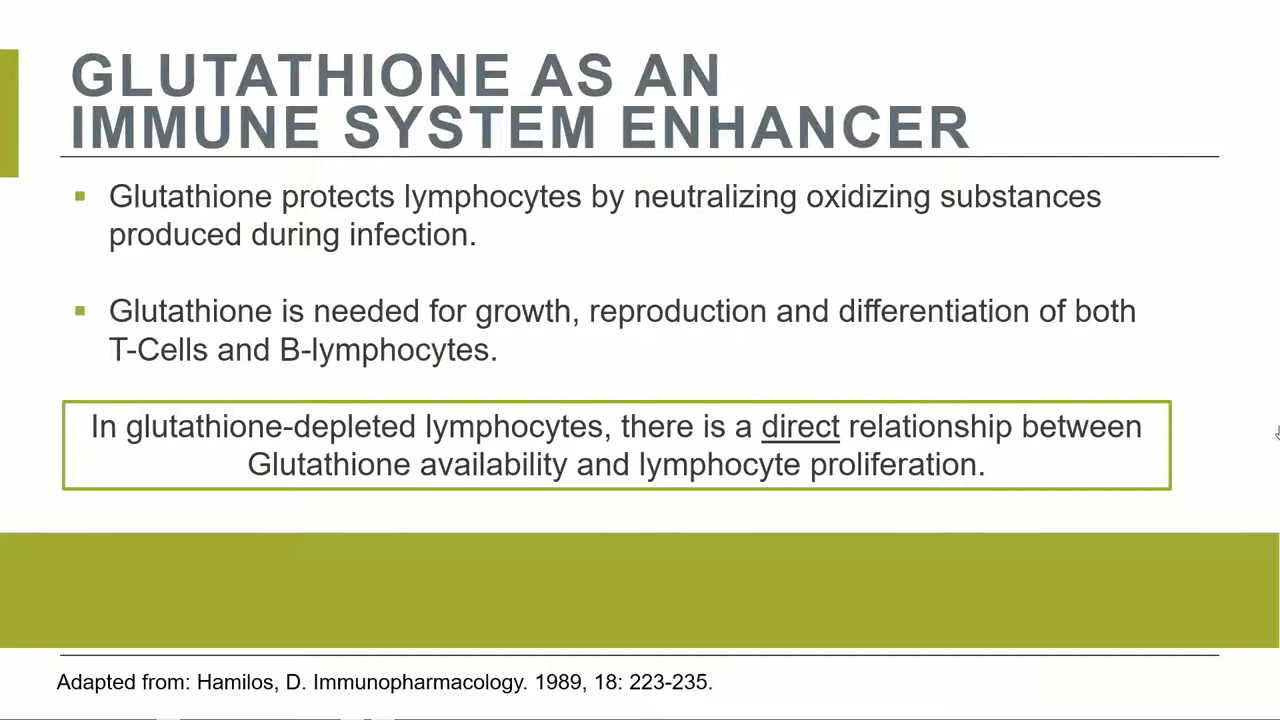 GLUTATHIONE AS AN
IMMUNE SYSTEM ENHANCER
Glutathione protects lymphocytes by neutralizing oxidizing substances
produced during infection.
Glutathione is needed for growth, reproduction and differentiation of both
T-Cells and B-lymphocytes.
In glutathione-depleted lymphocytes, there is a direct relationship between
Glutathione availability and lymphocyte proliferation.
Adapted from: Hamilos, D. Immunopharmacology. 1989, 18: 223-235.